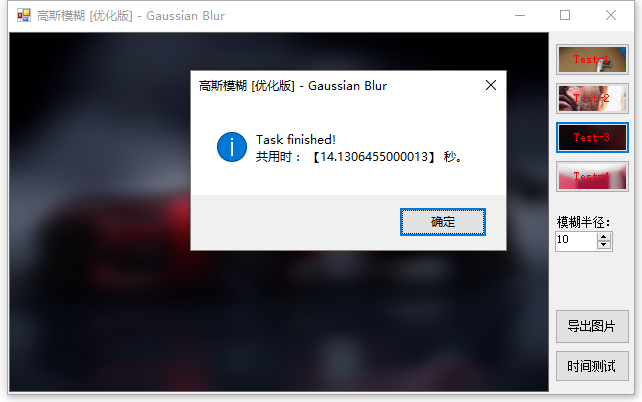 高斯模糊 [优化版] - Gaussian Blur
高斯模糊 [优化版] - Gaussian Blur
Task finished!
共用时：【14.1306455000013】 秒。
确定
Test-1
Test-2
Test-3
Test-4
模糊半径：
10
导出图片
时间测试